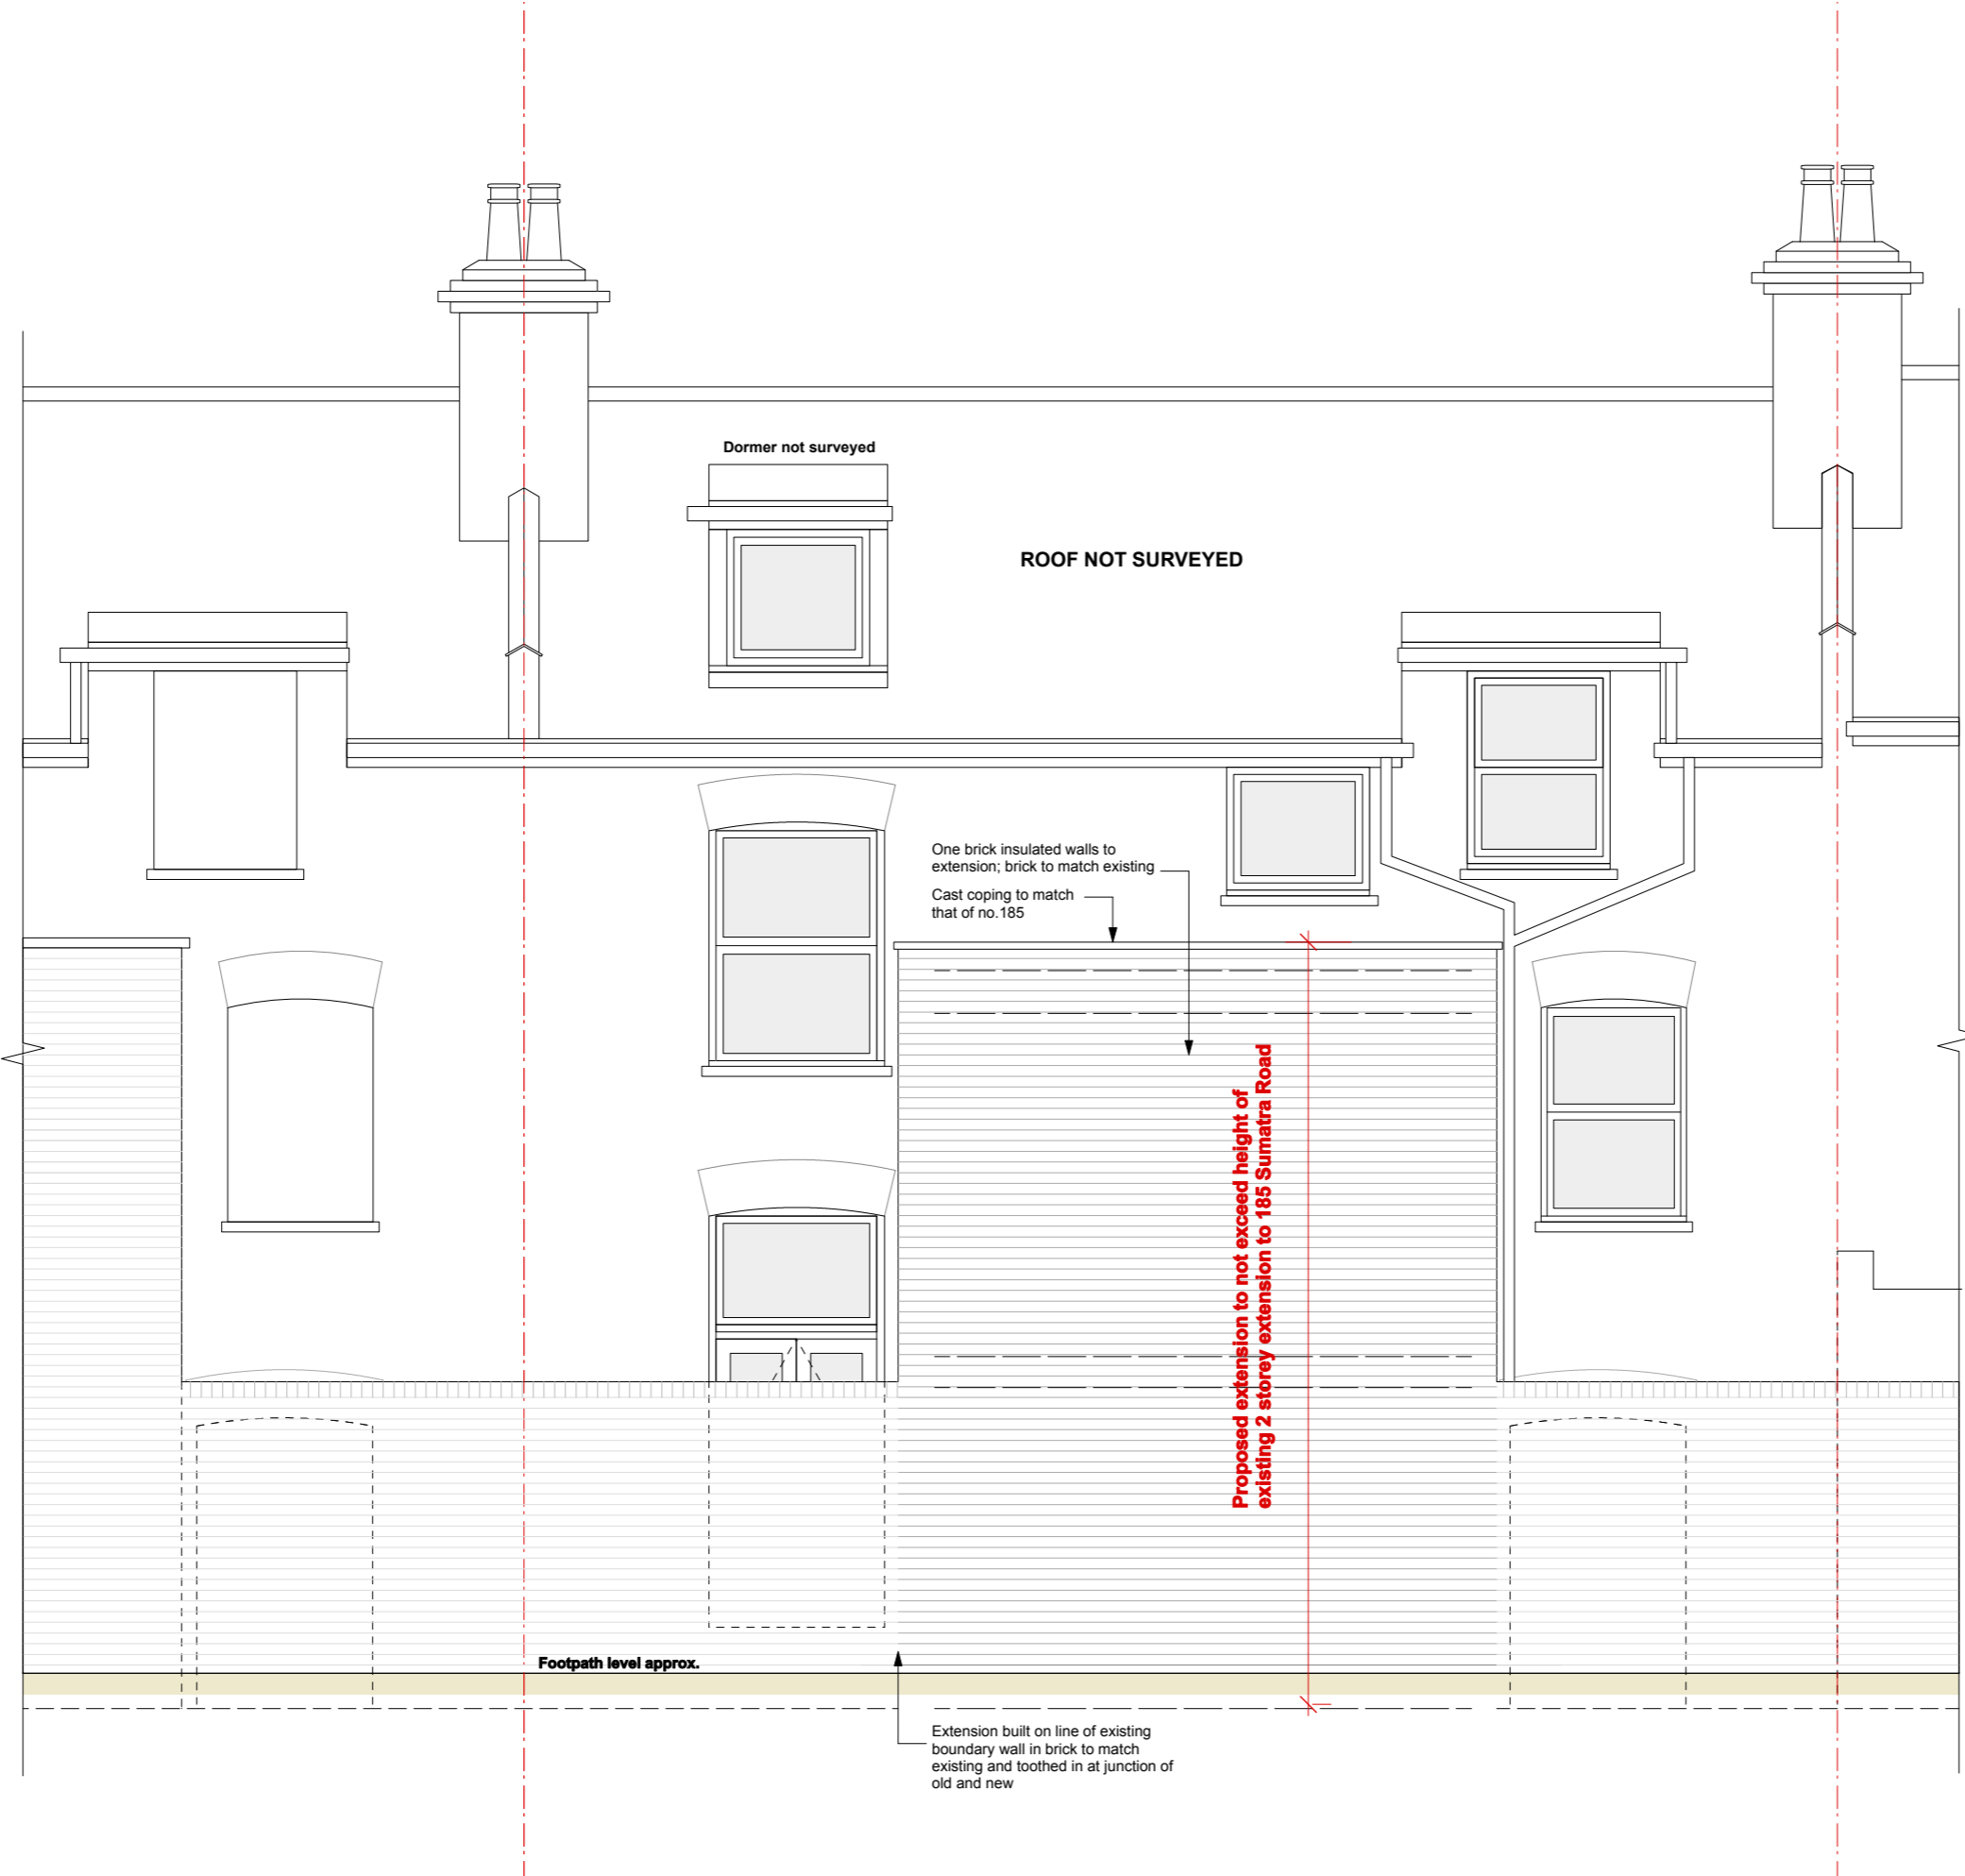 Dormer not surveyed
ROOF NOT SURVEYED
One brick insulated walls to
extension; brick to match existing
Cast coping to match
that of no.185
Proposed extension to not exceed height of
existing 2 storey extension to 185 Sumatra Road
Footpath level approx.
Extension built on line of existing
boundary wall in brick to match
existing and toothed in at junction of
old and new